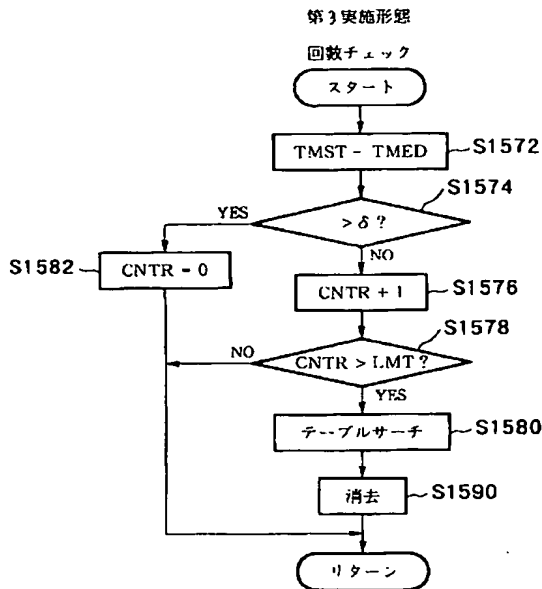 第3実施形態
回数チェック
スタート
TMST - TMED
S1572
S1574
> δ ?
YES
NO
S1582
CNTR = 0
CNTR + 1
S1576
S1578
CNTR > LMT ?
NO
YES
テーブルサーチ
S1580
消去
S1590
リターン